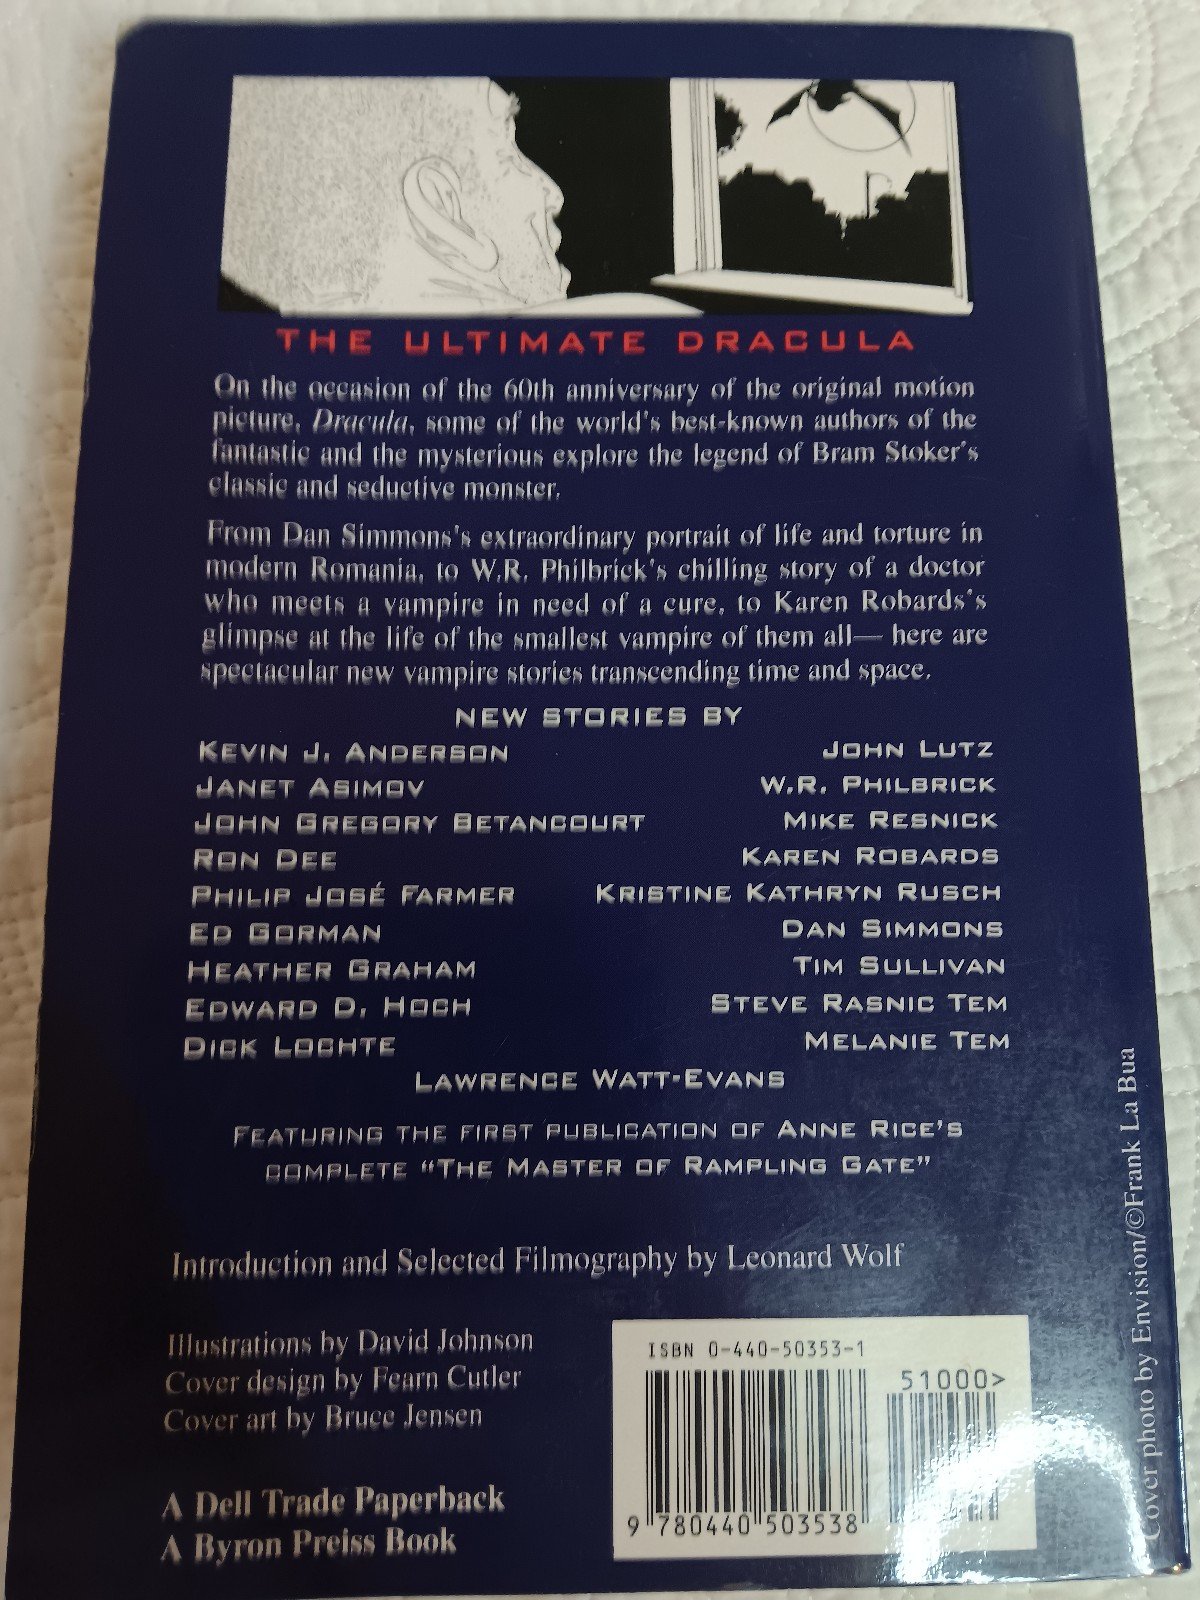 THE ULTIMATE DRACULA
On the occasion of the 60th anniversary of the original motion
picture, Dracula, some of the world's best-known authors of the
fantastic and the mysterious explore the legend of Bram Stoker's
classic and seductive monster.
From Dan Simmons's extraordinary portrait of life and torture in
modern Romania, to W.R. Philbrick's chilling story of a doctor
who meets a vampire in need of a cure, to Karen Robards's
glimpse at the life of the smallest vampire of them all— here are
spectacular new vampire stories transcending time and space.
NEW STORIES BY
KEVIN J. ANDERSON
JOHN LUTZ
JANET ASIMOV
W.R. PHILBRICK
JOHN GREGORY BETANCOURT
MIKE RESNICK
RON DEE
KAREN ROBARDS
PHILIP JOSÉ FARMER
KRISTINE KATHRYN RUSCH
ED GORMAN
DAN SIMMONS
HEATHER GRAHAM
TIM SULLIVAN
EDWARD D. HOCH
STEVE RASNIC TEM
DICK LOCHTE
MELANIE TEM
LAWRENCE WATT-EVANS
FEATURING THE FIRST PUBLICATION OF ANNE RICE'S
COMPLETE "THE MASTER OF RAMPLING GATE"
Introduction and Selected Filmography by Leonard Wolf
Illustrations by David Johnson
Cover design by Fearn Cutler
Cover art by Bruce Jensen
A Dell Trade Paperback
A Byron Preiss Book
ISBN 0-440-50353-1
51000>
9 780440 503538
Cover photo by Envision/©Frank La Bua